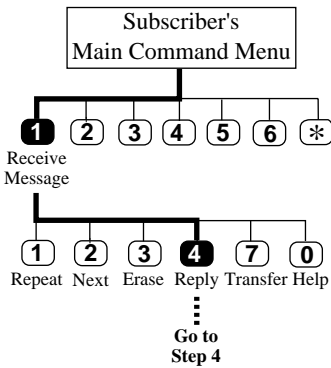 Subscriber's
Main Command Menu
1 2 3 4 5 6 *
Receive
Message
1 2 3 4 7 0
Repeat Next Erase Reply Transfer Help
Go to
Step 4